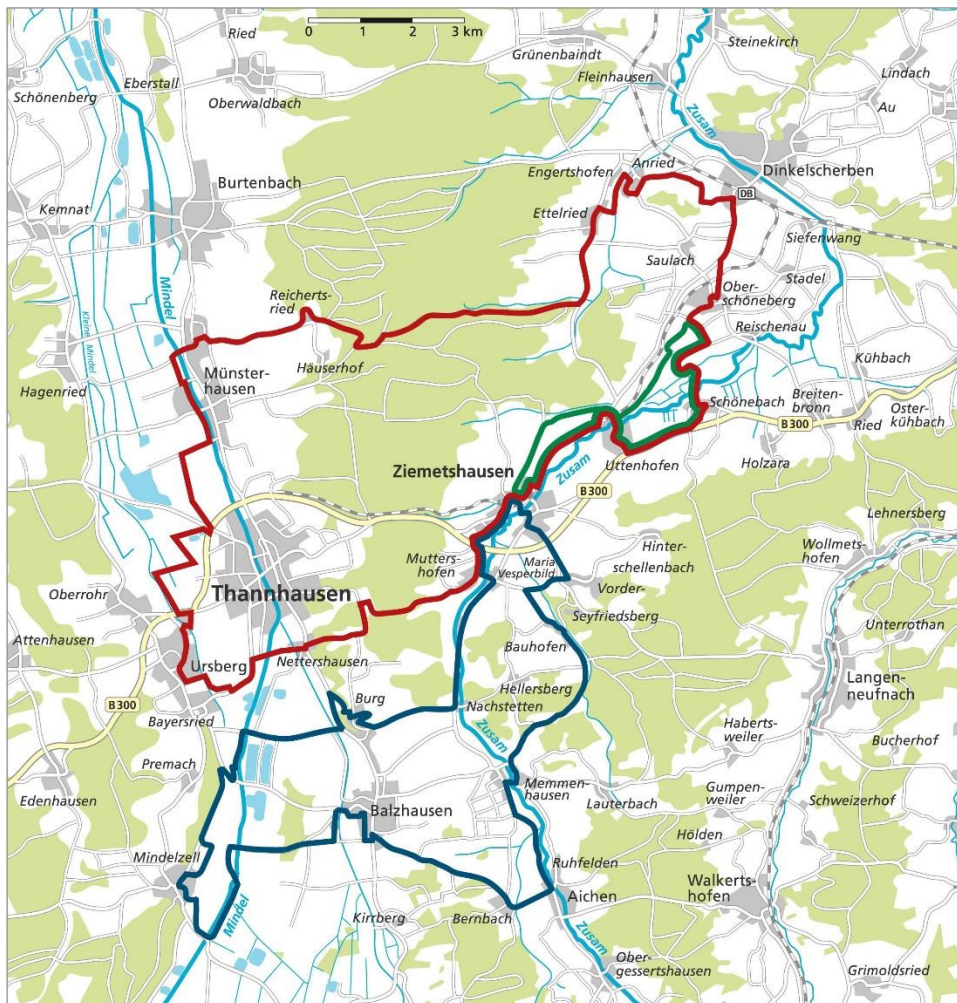 0
1
2
3 km
Ried
Steinekirch
Grünenbaindt
Eberstall
Fleinhausen
Lindach
Schönenberg
Oberwaldbach
Au
Zusam
Anried
Dinkelscherben
Engertshofen
Burtenbach
DB
Kemnat
Ettelried
Siefenwang
Saulach
Stadel
Mindel
Reicherts-
ried
Ober-
schöneberg
Kleine Mindel
Reischenau
Kühbach
Häuserhof
Münster-
hausen
Hagenried
Schönebach
Breiten-
bronn
B 300
Ried
Oster-
kühbach
Uttenhofen
Holzara
Ziemetshausen
Zusam
B 300
Lehnersberg
Wollmets-
hofen
Mutters-
hofen
Maria
Vesperbild
Hinter-
schellenbach
Vorder-
Oberrohr
Thannhausen
Seyfriedsberg
Unterrothan
Attenhausen
Bauhofen
Ursberg
Nettershausen
Langen-
neufnach
Hellersberg
B 300
Bayersried
Burg
Nachstetten
Zusam
Haberts-
weiler
Bucherhof
Premach
Memmen-
hausen
Gumpen-
weiler
Edenhausen
Lauterbach
Schweizerhof
Balzhausen
Hölden
Mindelzell
Ruhfelden
Walkerts-
hofen
Aichen
Mindel
Kirrberg
Bernbach
Zusam
Ober-
gessertshausen
Grimoldsried